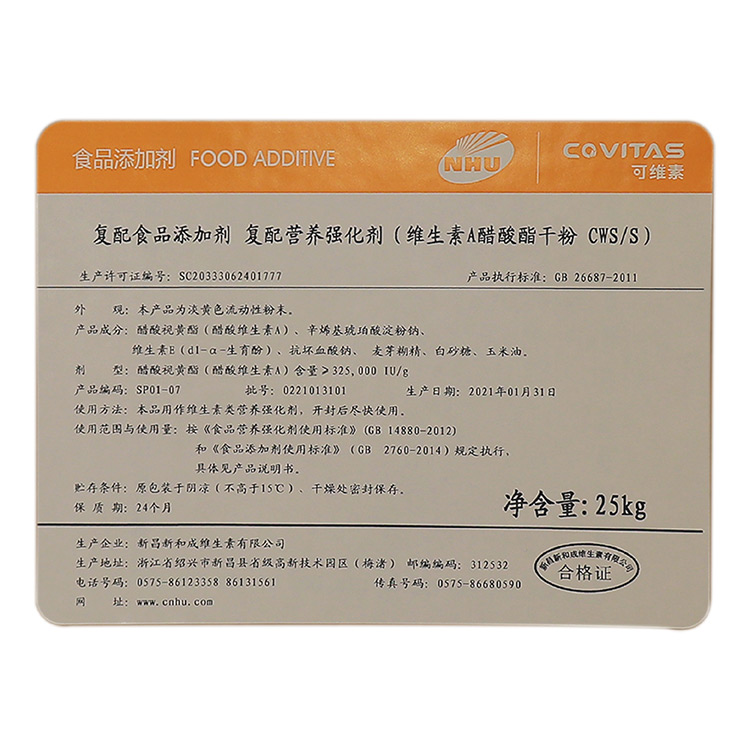 食品添加剂 FOOD ADDITIVE
NHU
COVITAS
可维素
复配食品添加剂 复配营养强化剂（维生素A醋酸酯干粉 CWS/S）
生产许可证编号：SC20333062401777 产品执行标准：GB 26687-2011
外 观：本产品为淡黄色流动性粉末。
产品成分：醋酸视黄酯（醋酸维生素A）、辛烯基琥珀酸淀粉钠、
维生素E（dl-α-生育酚）、抗坏血酸钠、 麦芽糊精、白砂糖、玉米油。
剂 型：醋酸视黄酯（醋酸维生素A）含量≥325,000 IU/g
产品编码：SP01-07 批号：0221013101 生产日期：2021年01月31日
使用方法：本品用作维生素类营养强化剂，开封后尽快使用。
使用范围与使用量：按《食品营养强化剂使用标准》(GB 14880-2012)
和《食品添加剂使用标准》（GB 2760-2014）规定执行、
具体见产品说明书。
贮存条件：原包装于阴凉（不高于15℃）、干燥处密封保存。
保 质 期：24个月
净含量：25kg
生产企业：新昌新和成维生素有限公司
生产地址：浙江省绍兴市新昌县省级高新技术园区（梅渚） 邮编编码：312532
电话号码：0575-86123358 86131561 传真号码：0575-86680590
网 址：www.cnhu.com
新昌新和成维生素有限公司
合格证